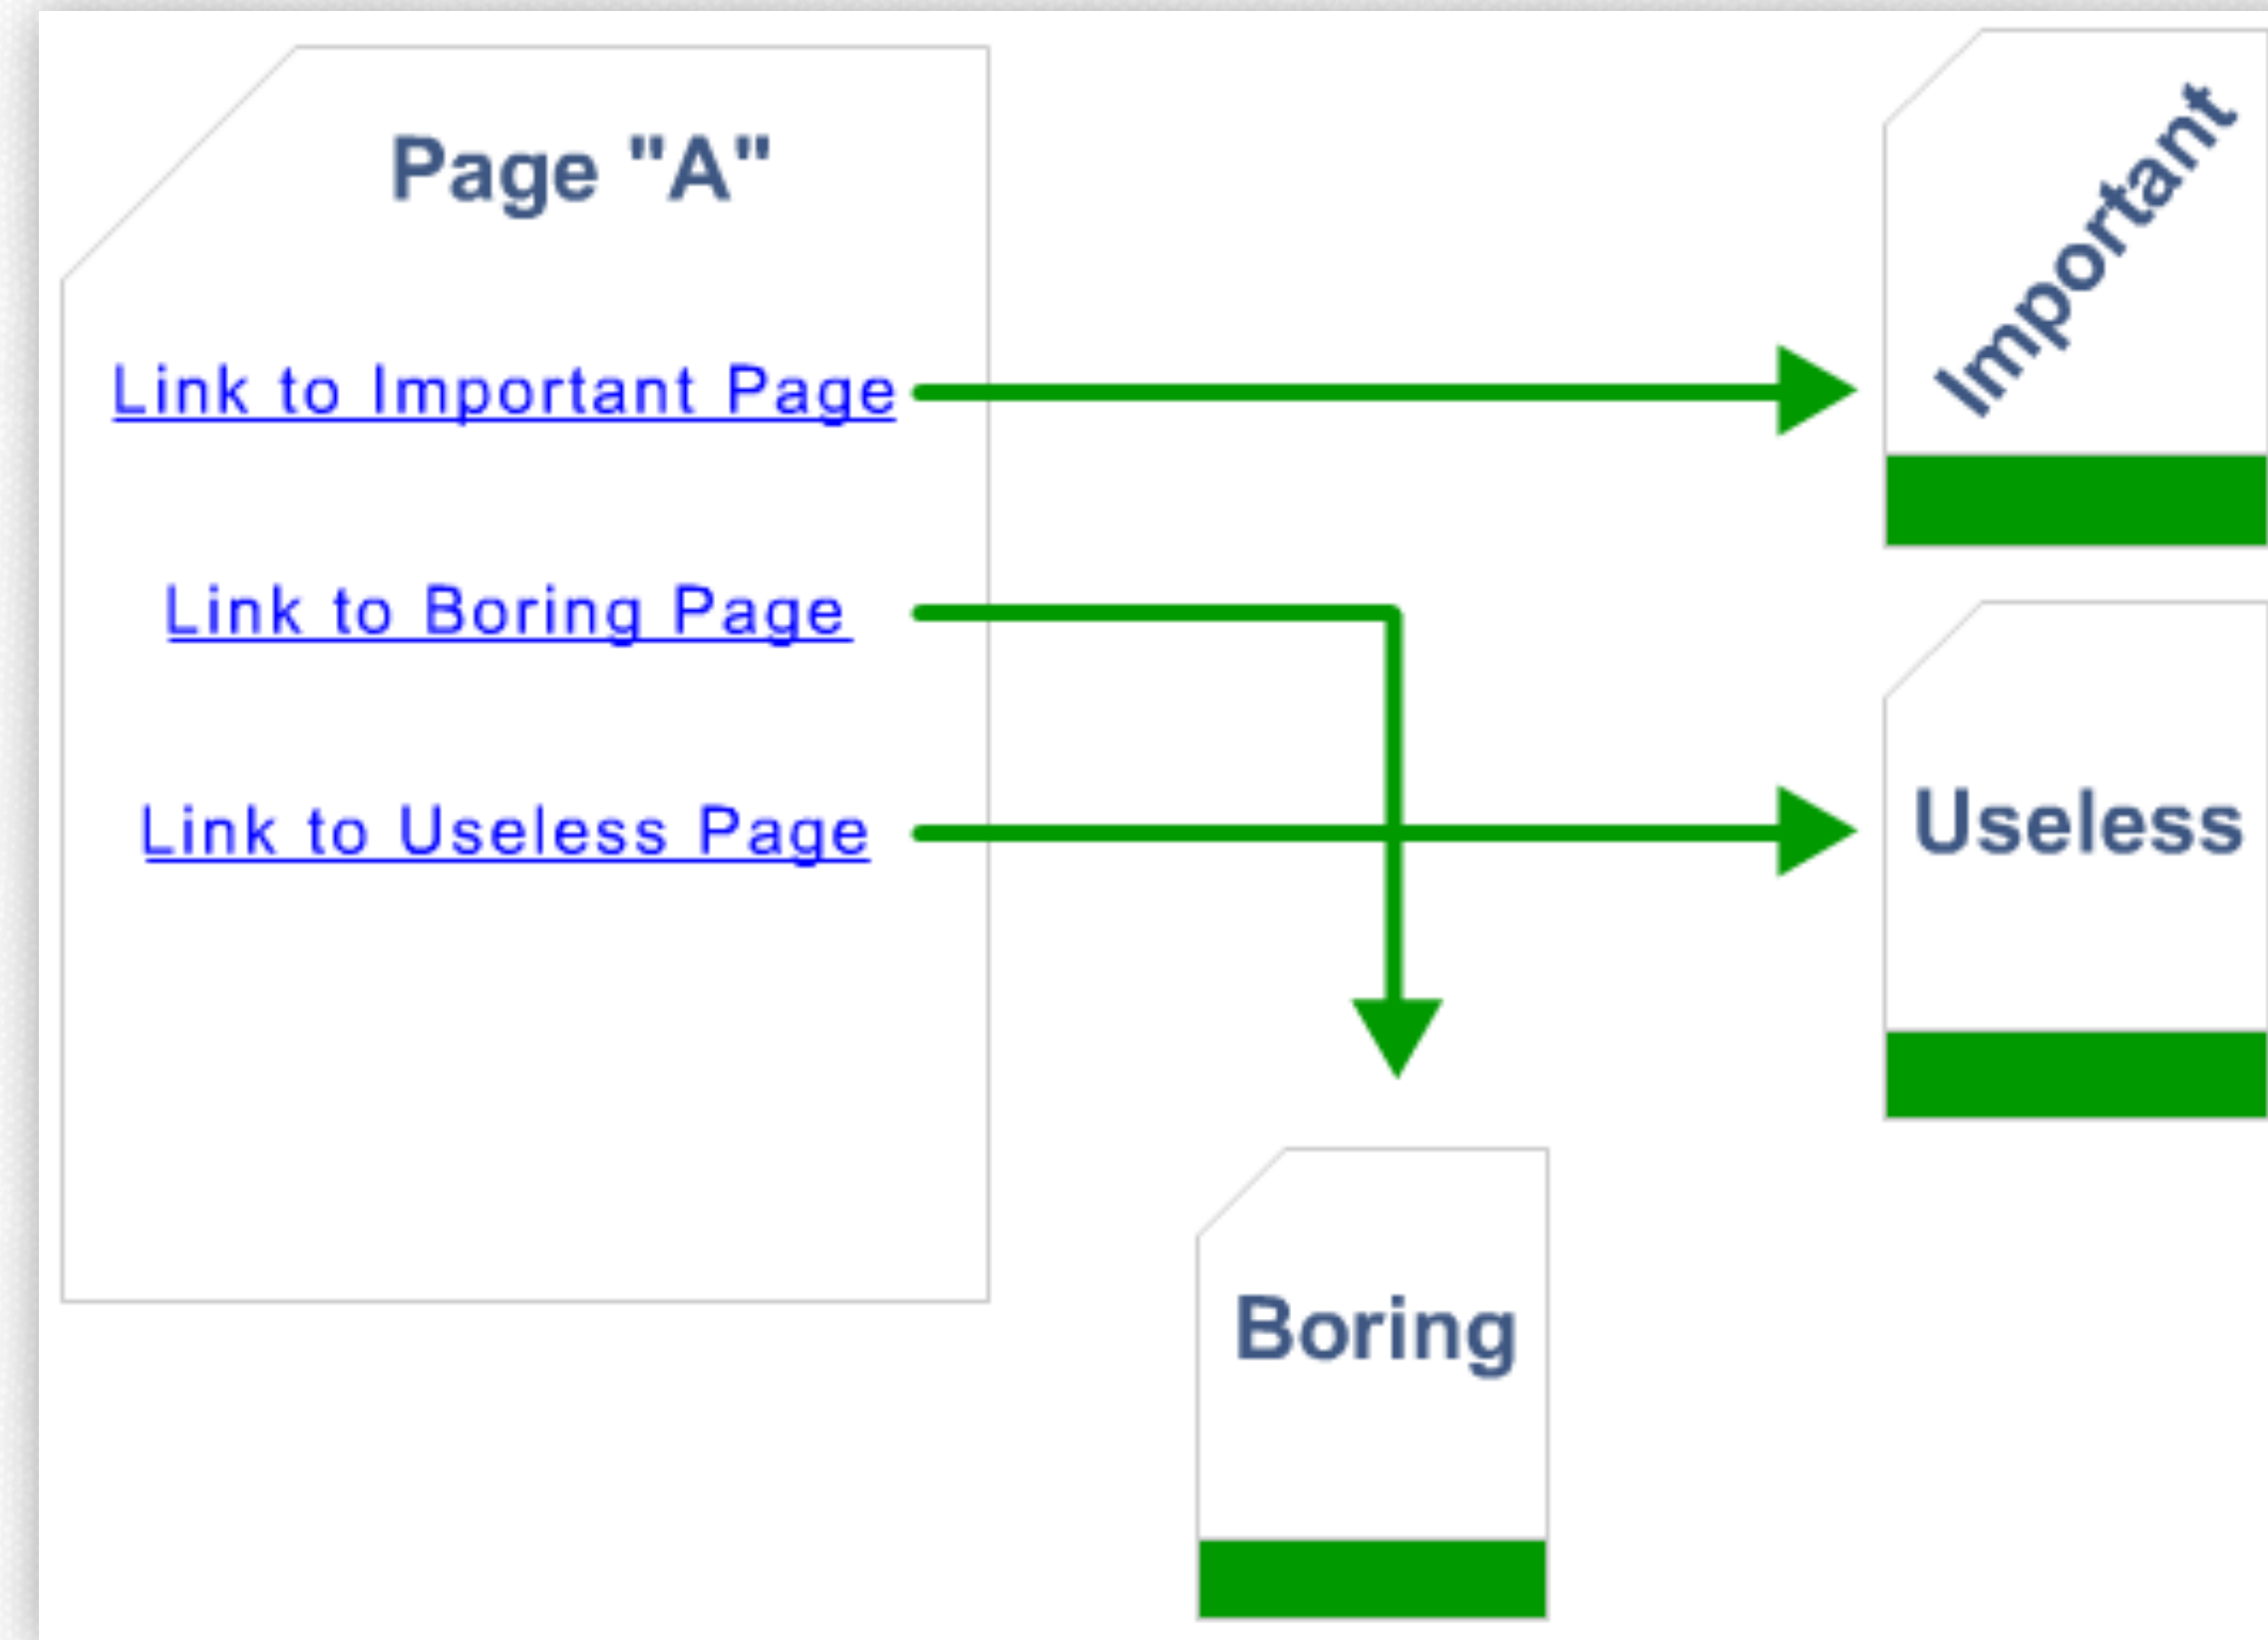 Page "A"
Link to Important Page
Link to Boring Page
Link to Useless Page
Important
Useless
Boring